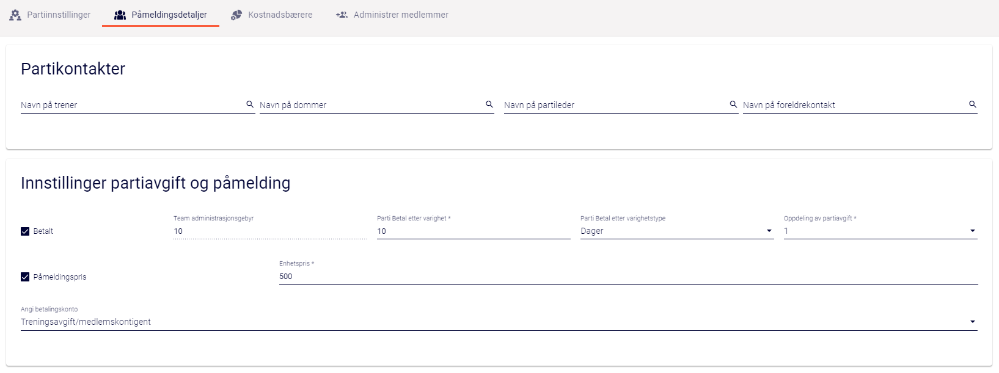 Partiinnstillinger Påmeldingsdetaljer Kostnadsbærere Administrer medlemmer
Partikontakter
Navn på trener Navn på dommer Navn på partileder Navn på foreldrekontakt
Innstillinger partiavgift og påmelding
Team administrasjonsgebyr Parti Betal etter varighet * Parti Betal etter varighetstype Oppdeling av partiavgift *
Betalt 10 10 Dager 1
Enhetspris *
Påmeldingspris 500
Angi betalingskonto
Treningsavgift/medlemskontigent